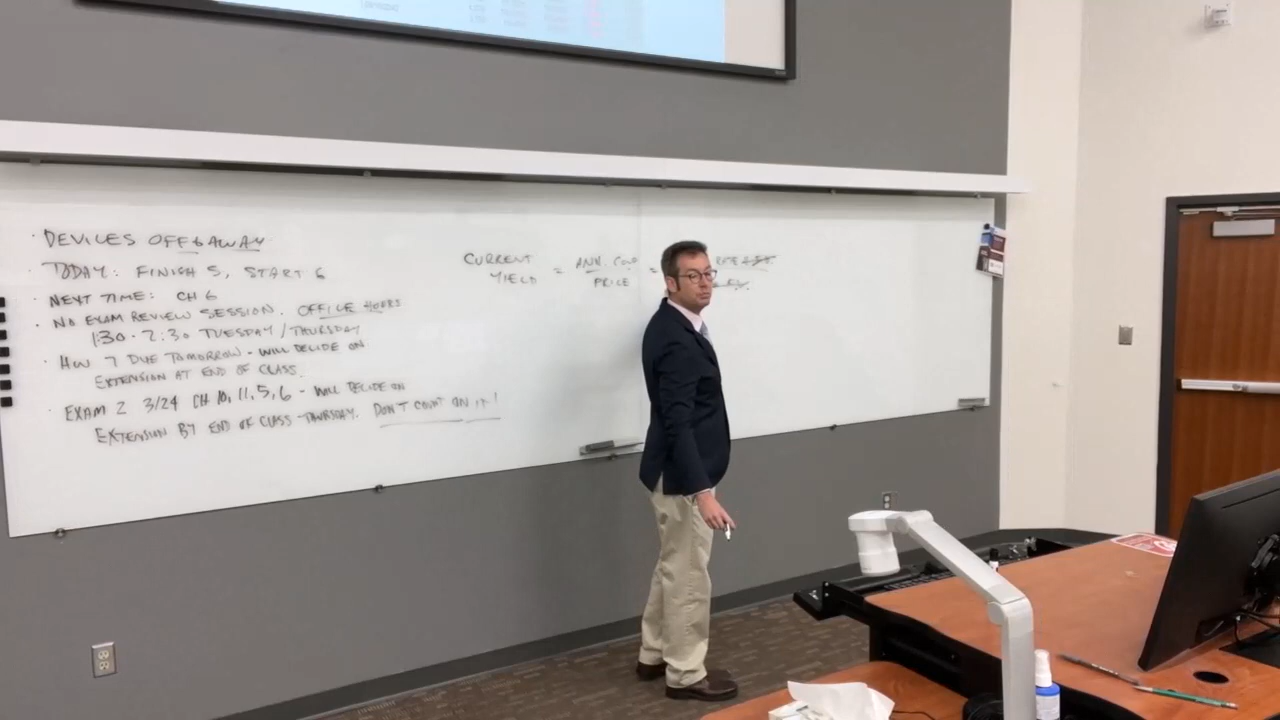 · DEVICES OFF & AWAY
· TODAY: FINISH 5, START 6
· NEXT TIME: CH 6
· NO EXAM REVIEW SESSION. OFFICE HOURS
1:30-2:30 TUESDAY/THURSDAY
· HW 7 DUE TOMORROW - WILL DECIDE ON
EXTENSION AT END OF CLASS.
· EXAM 2 3/24 CH 10, 11, 5, 6 - WILL DECIDE ON
EXTENSION BY END OF CLASS THURSDAY. DON'T COUNT ON IT!
CURRENT YIELD = ANN. / PRICE =